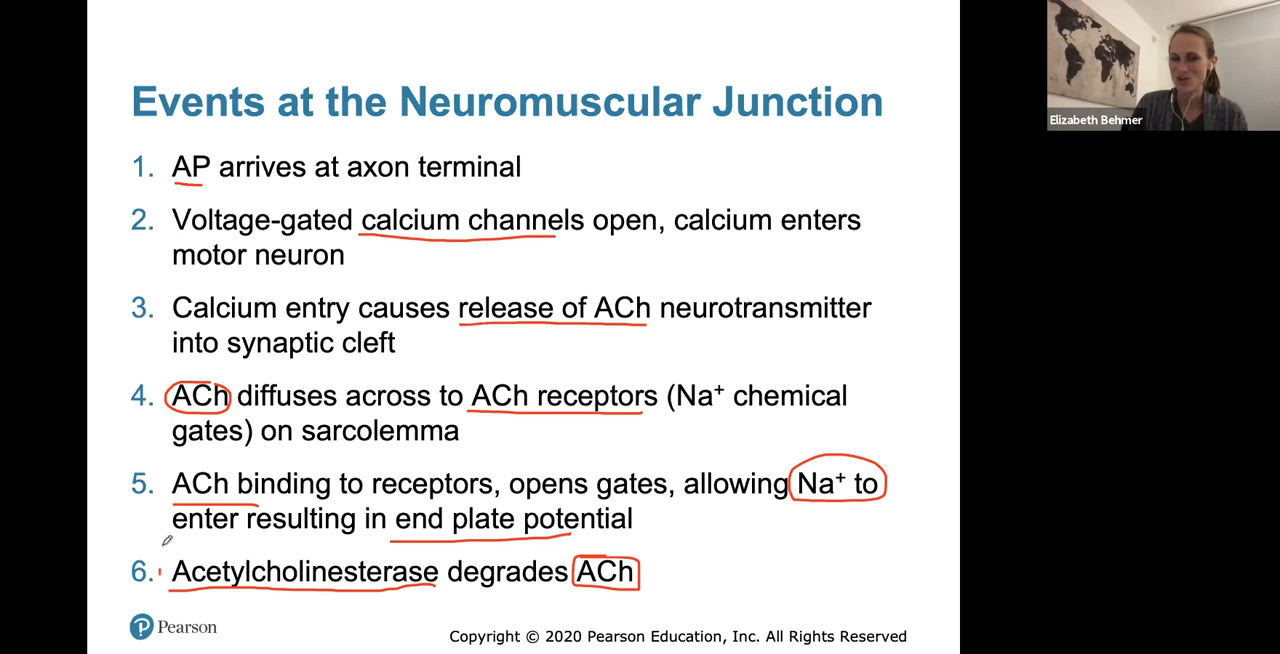 Events at the Neuromuscular Junction
1. AP arrives at axon terminal
2. Voltage-gated calcium channels open, calcium enters
motor neuron
3. Calcium entry causes release of ACh neurotransmitter
into synaptic cleft
4. ACh diffuses across to ACh receptors (Na⁺ chemical
gates) on sarcolemma
5. ACh binding to receptors, opens gates, allowing Na⁺ to
enter resulting in end plate potential
6. Acetylcholinesterase degrades ACh
P Pearson
Copyright © 2020 Pearson Education, Inc. All Rights Reserved
Elizabeth Behmer